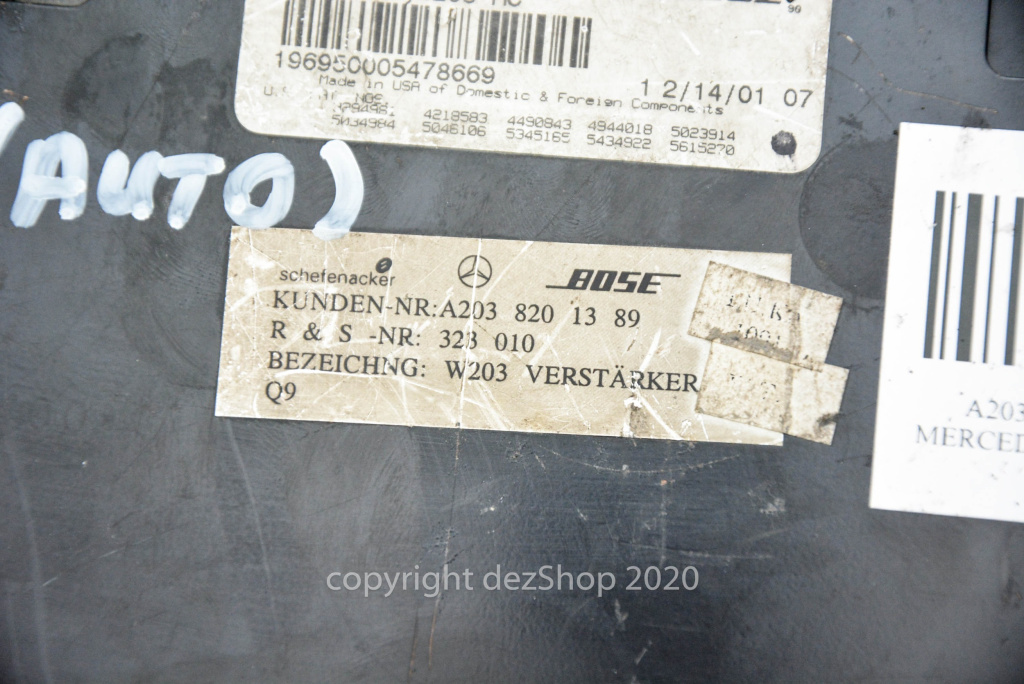 196950005478669
Made in USA of Domestic & Foreign Components
12/14/01 07
4218583 4490843 4944018 5023914
5034984 5046106 5345165 5434922 5615270
(AUTO)
schefenacker BOSE
KUNDEN-NR:A203 820 13 89
R & S -NR: 323 010
BEZEICHNG: W203 VERSTÄRKER
Q9
A203
MERCED
copyright dezShop 2020